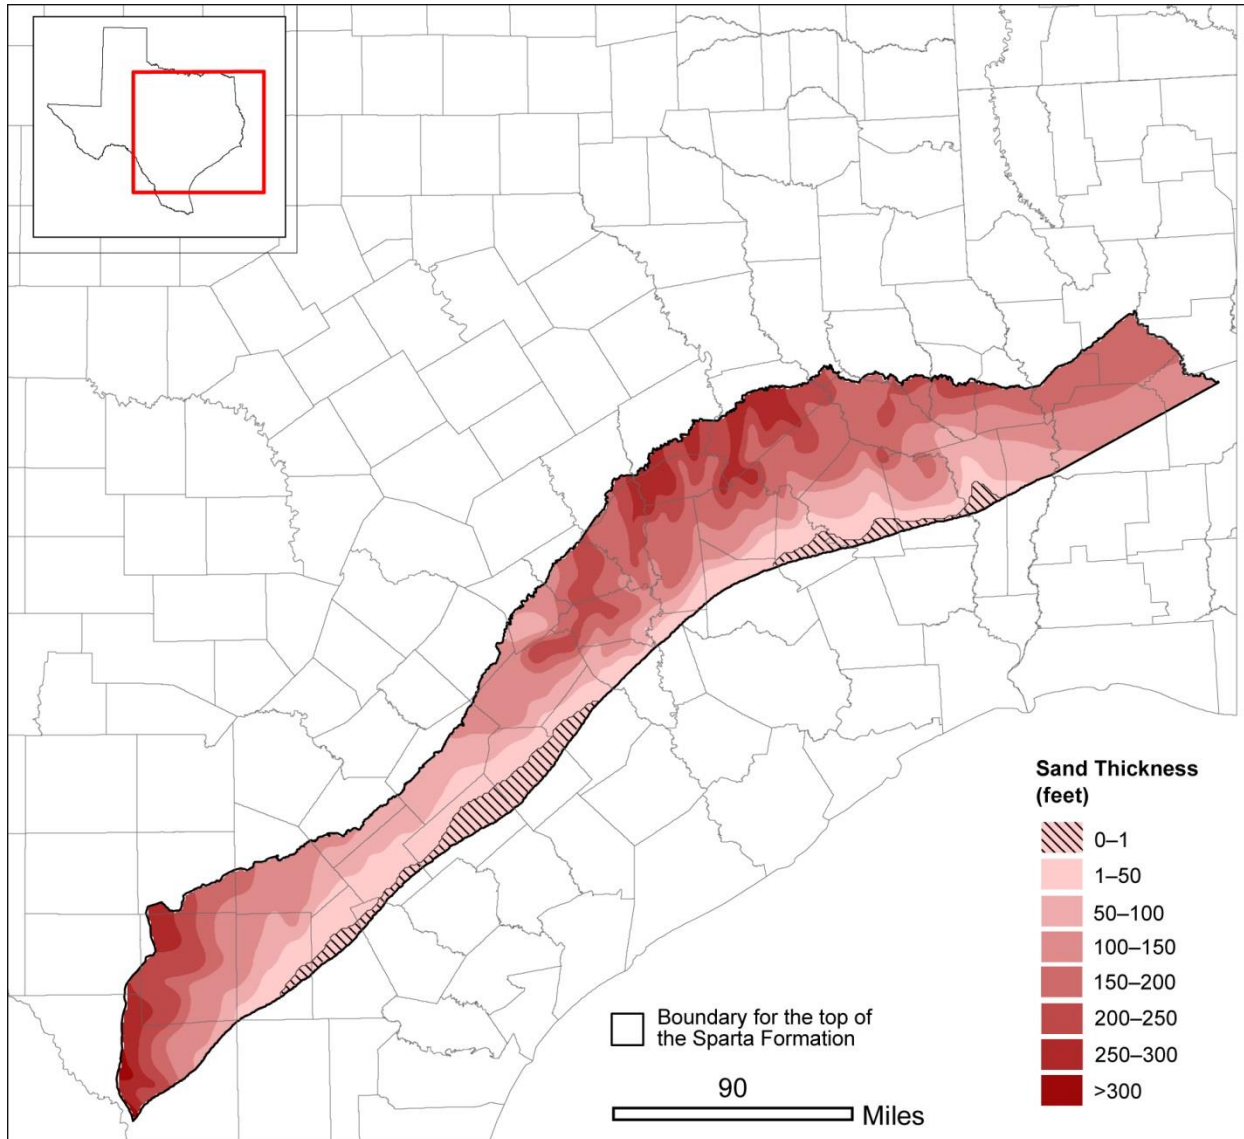 Sand Thickness
(feet)
0–1
1–50
50–100
100–150
150–200
200–250
250–300
>300
Boundary for the top of
the Sparta Formation
90
Miles